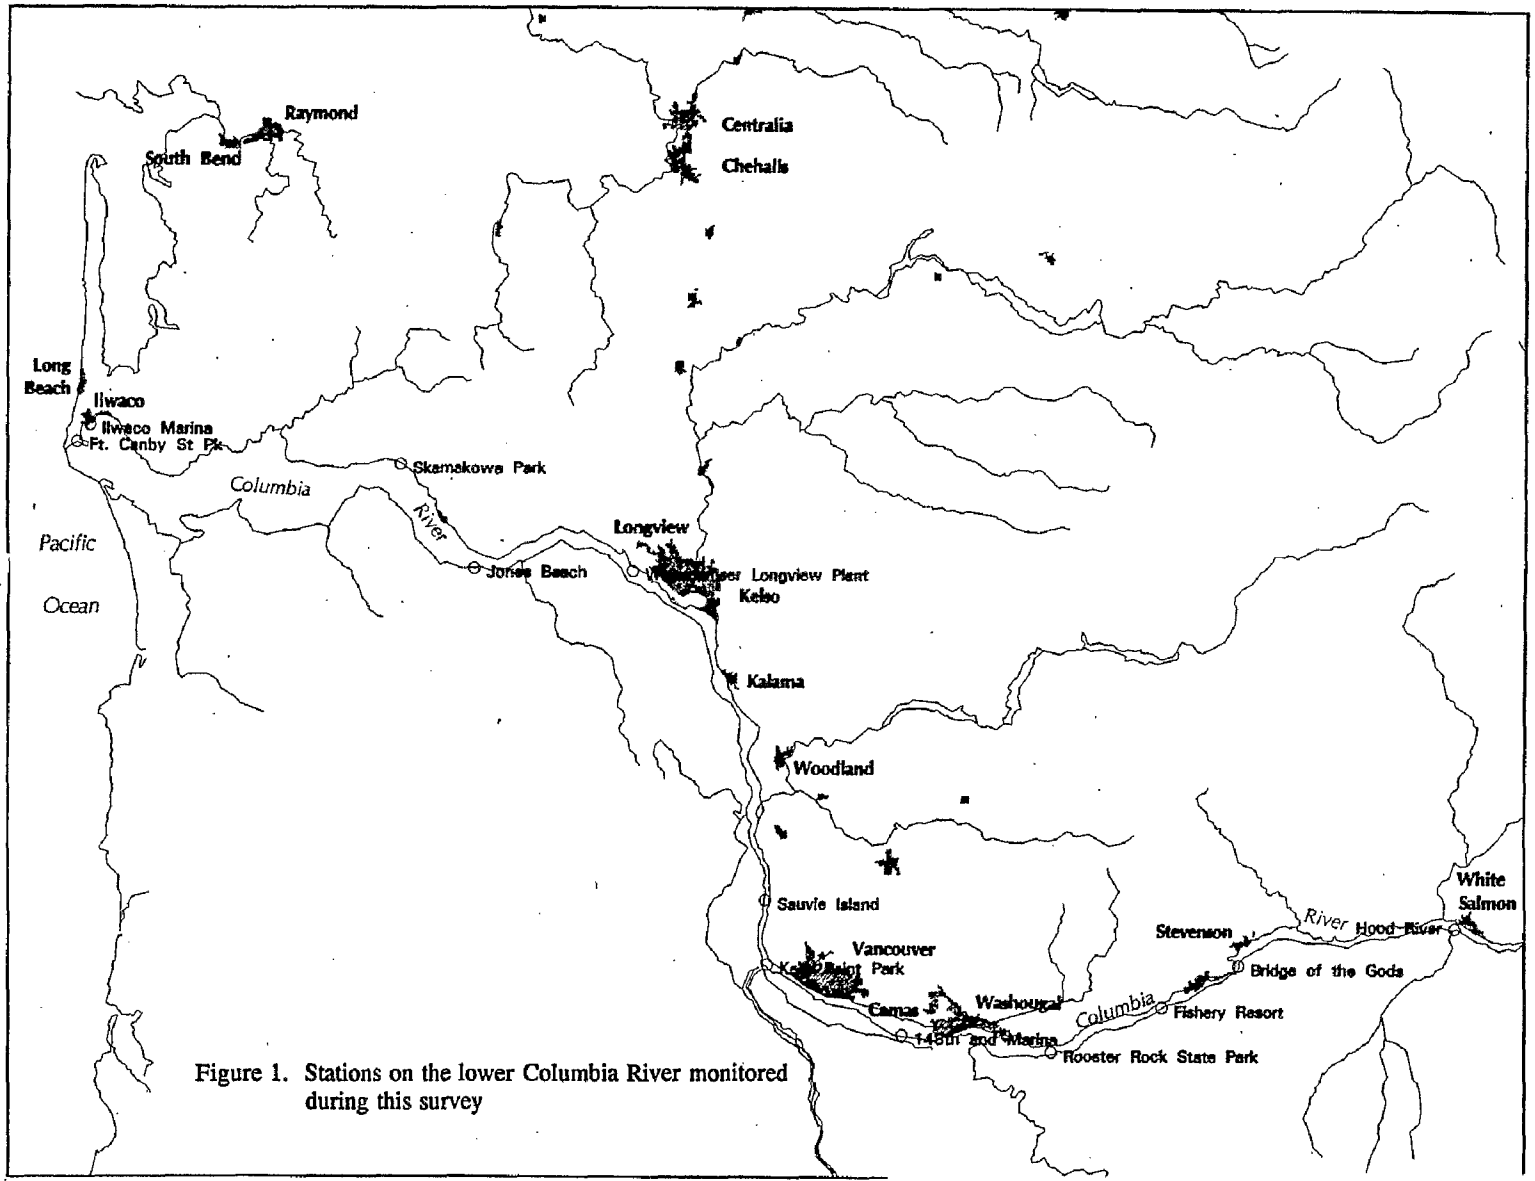 Raymond
South Bend
Centralia
Chehalis
Long
Beach
Ilwaco
Ilwaco Marina
Ft. Canby St Pk
Skamakowa Park
Columbia
River
Pacific
Ocean
Longview
Jones Beach
Longview Plant
Kelso
Kalama
Woodland
Sauvie Island
White
Salmon
Stevenson
River
Hood River
Vancouver
Park
Bridge of the Gods
Camas
Washougal
Columbia
Fishery Resort
148th and Marina
Rooster Rock State Park
Figure 1. Stations on the lower Columbia River monitored
during this survey